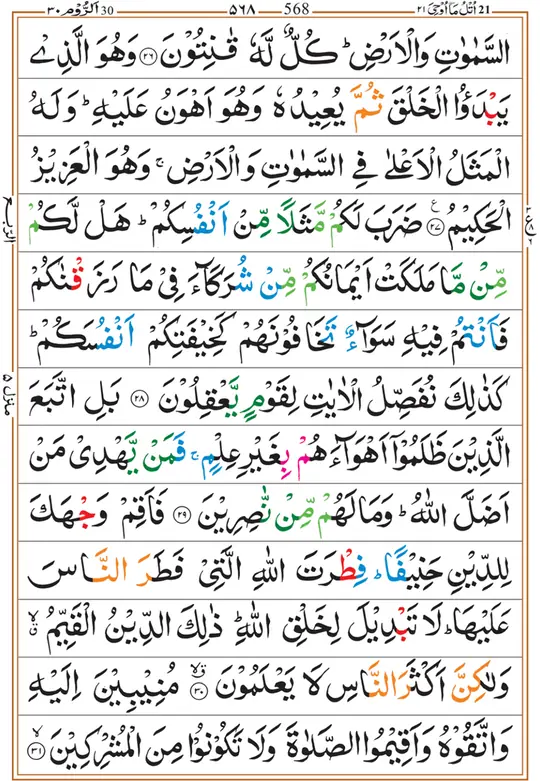 اُتْلُ مَآ اُوْحِیَ ۲۱ 21 568 ۵۶۸ 30 اَلرُّوْم ۳۰
السَّمٰوٰتِ وَالْاَرْضِ ؕ كُلٌّ لَّهٗ قٰنِتُوْنَ ۝۲۶ وَهُوَ الَّذِیْ
یَبْدَؤُا الْخَلْقَ ثُمَّ یُعِیْدُهٗ وَهُوَ اَهْوَنُ عَلَیْهِ ؕ وَلَهُ
الْمَثَلُ الْاَعْلٰی فِی السَّمٰوٰتِ وَالْاَرْضِ ۚ وَهُوَ الْعَزِیْزُ
الْحَكِیْمُ ۝۲۷ ع ضَرَبَ لَكُمْ مَّثَلًا مِّنْ اَنْفُسِكُمْ ؕ هَلْ لَّكُمْ
مِّنْ مَّا مَلَكَتْ اَیْمَانُكُمْ مِّنْ شُرَكَآءَ فِیْ مَا رَزَقْنٰكُمْ
فَاَنْتُمْ فِیْهِ سَوَآءٌ تَخَافُوْنَهُمْ كَخِیْفَتِكُمْ اَنْفُسَكُمْ ؕ
كَذٰلِكَ نُفَصِّلُ الْاٰیٰتِ لِقَوْمٍ یَّعْقِلُوْنَ ۝۲۸ بَلِ اتَّبَعَ
الَّذِیْنَ ظَلَمُوْۤا اَهْوَآءَهُمْ بِغَیْرِ عِلْمٍ ۚ فَمَنْ یَّهْدِیْ مَنْ
اَضَلَّ اللّٰهُ ؕ وَمَا لَهُمْ مِّنْ نّٰصِرِیْنَ ۝۲۹ فَاَقِمْ وَجْهَكَ
لِلدِّیْنِ حَنِیْفًا ؕ فِطْرَتَ اللّٰهِ الَّتِیْ فَطَرَ النَّاسَ
عَلَیْهَا ؕ لَا تَبْدِیْلَ لِخَلْقِ اللّٰهِ ؕ ذٰلِكَ الدِّیْنُ الْقَیِّمُ ۙۗ
وَلٰكِنَّ اَكْثَرَ النَّاسِ لَا یَعْلَمُوْنَ ۝۳۰ۗۙ مُنِیْبِیْنَ اِلَیْهِ
وَاتَّقُوْهُ وَاَقِیْمُوا الصَّلٰوةَ وَلَا تَكُوْنُوْا مِنَ الْمُشْرِكِیْنَ ۝۳۱ۙ
الربع
منزل ۵